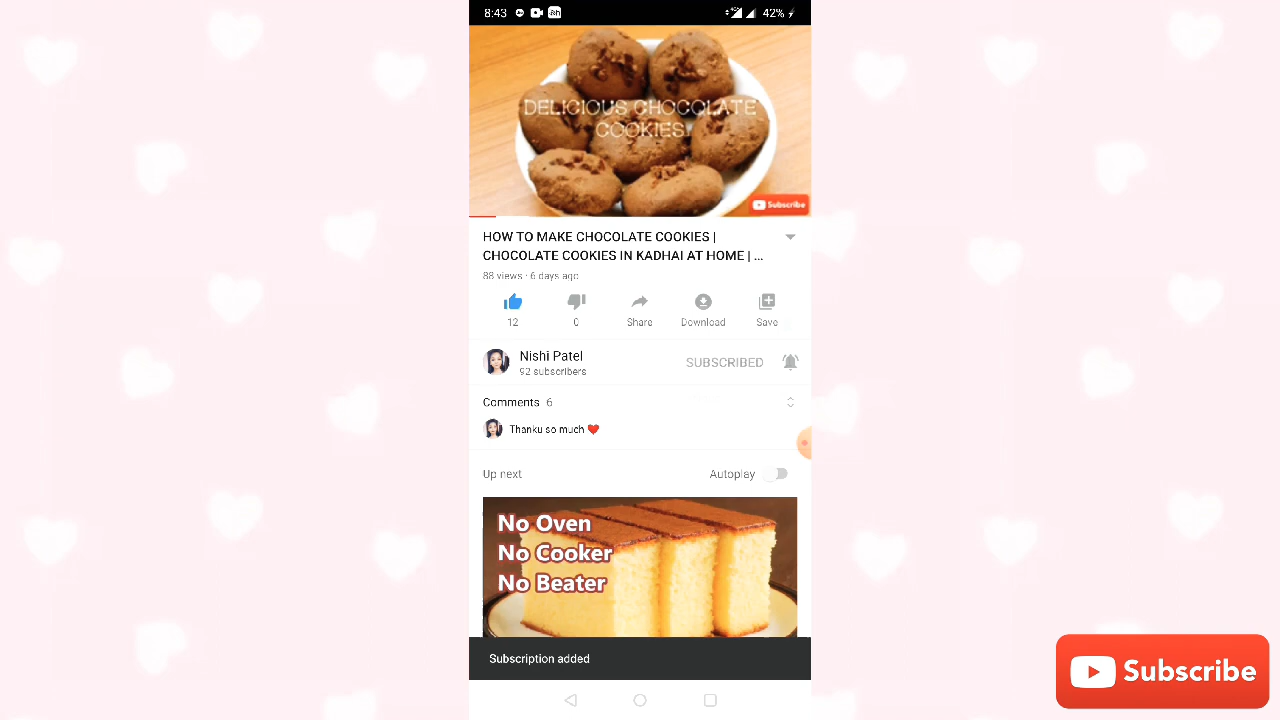 8:43
42%
DELICIOUS CHOCOLATE
COOKIES!
Subscribe
HOW TO MAKE CHOCOLATE COOKIES |
CHOCOLATE COOKIES IN KADHAI AT HOME | ...
88 views · 6 days ago
12
0
Share
Download
Save
Nishi Patel
92 subscribers
SUBSCRIBED
Comments 6
Thanku so much ❤️
Up next
Autoplay
No Oven
No Cooker
No Beater
Subscription added
Subscribe